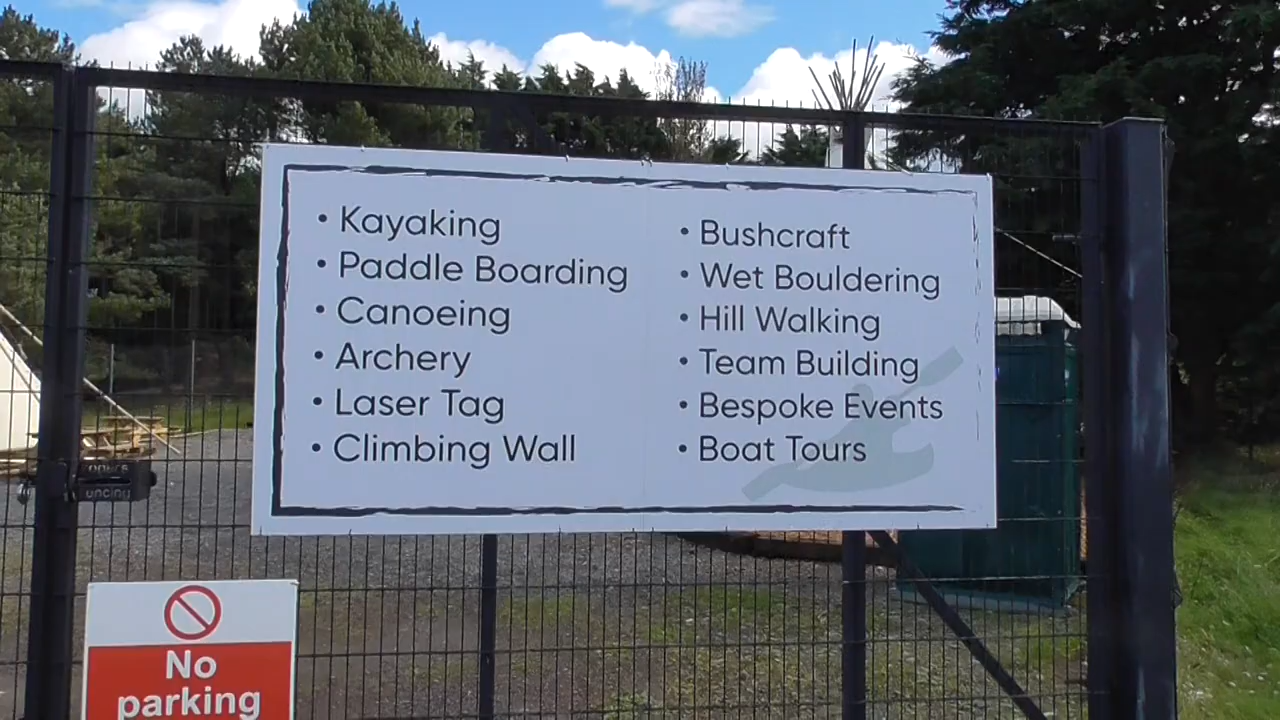 • Kayaking
• Paddle Boarding
• Canoeing
• Archery
• Laser Tag
• Climbing Wall
• Bushcraft
• Wet Bouldering
• Hill Walking
• Team Building
• Bespoke Events
• Boat Tours
No
parking